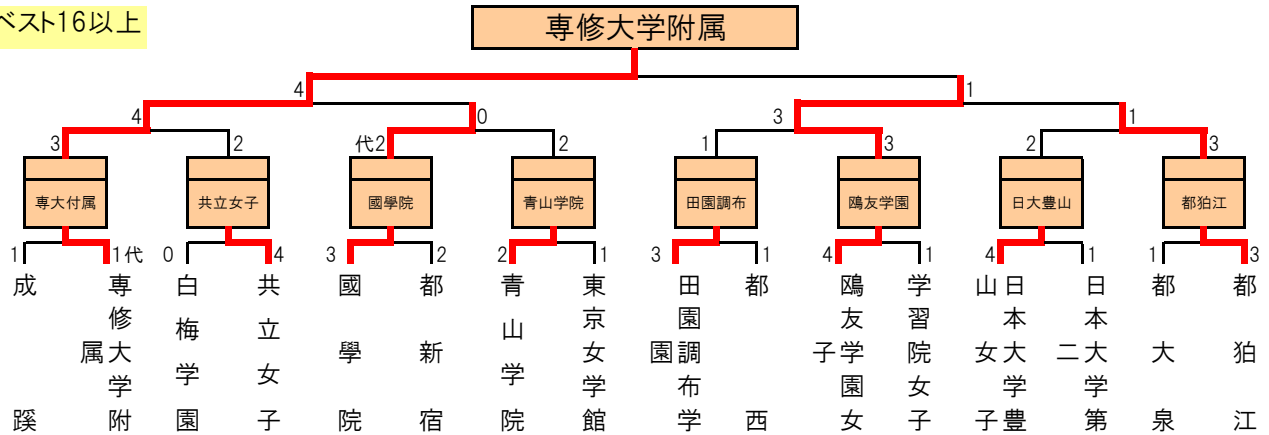 ベスト16以上
専修大学附属
4
1
4
0
3
1
3
2
代2
2
1
3
2
3
専大付属
共立女子
國學院
青山学院
田園調布
鴎友学園
日大豊山
都狛江
1
1代
0
4
3
2
2
1
3
1
4
1
4
1
1
3
成蹊
専修大学附属
白梅学園
共立女子
國學院
都新宿
青山学院
東京女学館
田園調布学園
都西
鴎友学園女子
学習院女子
日本大学豊山女子
日本大学第二
都大泉
都狛江